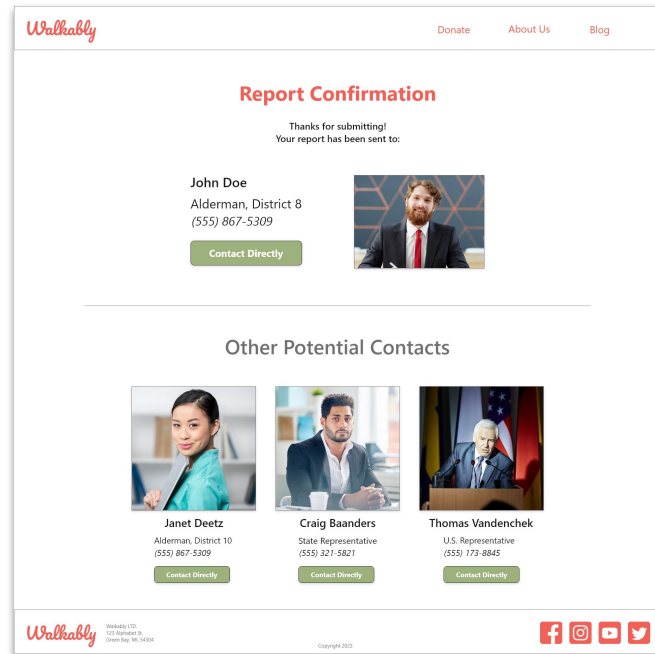 Walkably
Donate
About Us
Blog
Report Confirmation
Thanks for submitting!
Your report has been sent to:
John Doe
Alderman, District 8
(555) 867-5309
Contact Directly
Other Potential Contacts
Janet Deetz
Alderman, District 10
(555) 867-5309
Contact Directly
Craig Baanders
State Representative
(555) 321-5821
Contact Directly
Thomas Vandenchek
U.S. Representative
(555) 173-8845
Contact Directly
Walkably
Walkably LTD.
123 Alphabet St.
Green Bay, WI, 54304
Copyright 2021